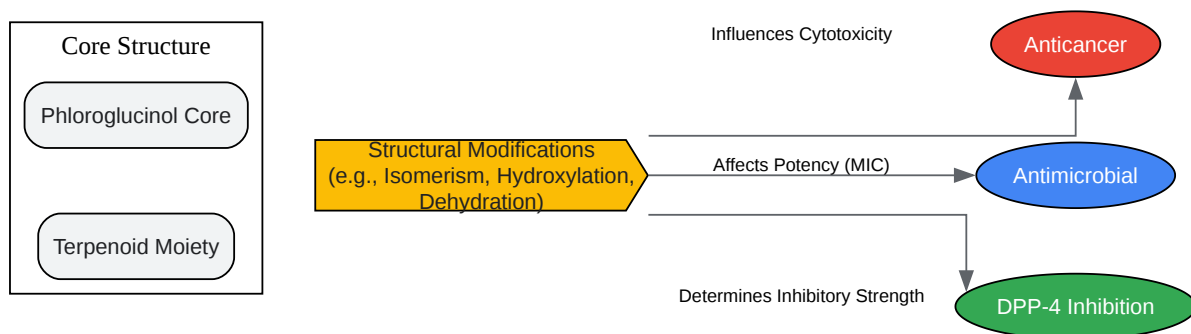 Core Structure
Phloroglucinol Core
Terpenoid Moiety
Structural Modifications
(e.g., Isomerism, Hydroxylation,
Dehydration)
Influences Cytotoxicity
Anticancer
Affects Potency (MIC)
Antimicrobial
Determines Inhibitory Strength
DPP-4 Inhibition